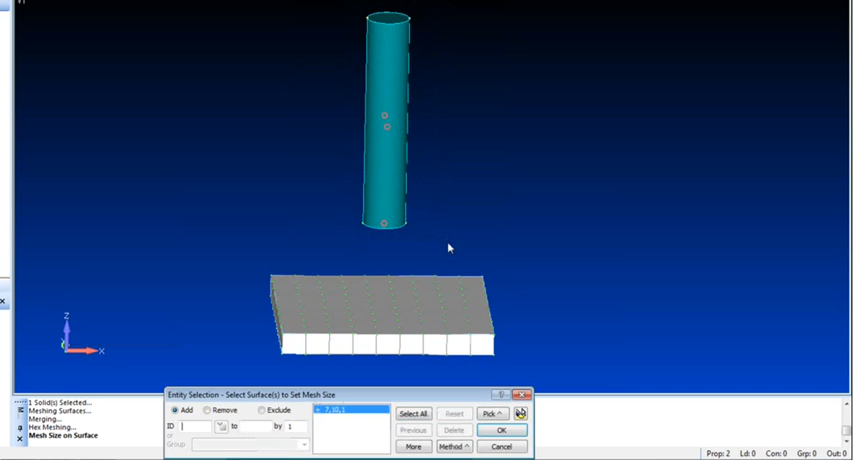 V1
Z
X
Entity Selection - Select Surface(s) to Set Mesh Size
Add Remove Exclude
ID to by 1
or
Group
+ 7,10,1
Select All Reset Pick ^
Previous Delete OK
More Method ^ Cancel
1 Solid(s) Selected...
Meshing Surfaces...
Merging...
Hex Meshing...
Mesh Size on Surface
Prop: 2 Ld: 0 Con: 0 Grp: 0 Out: 0